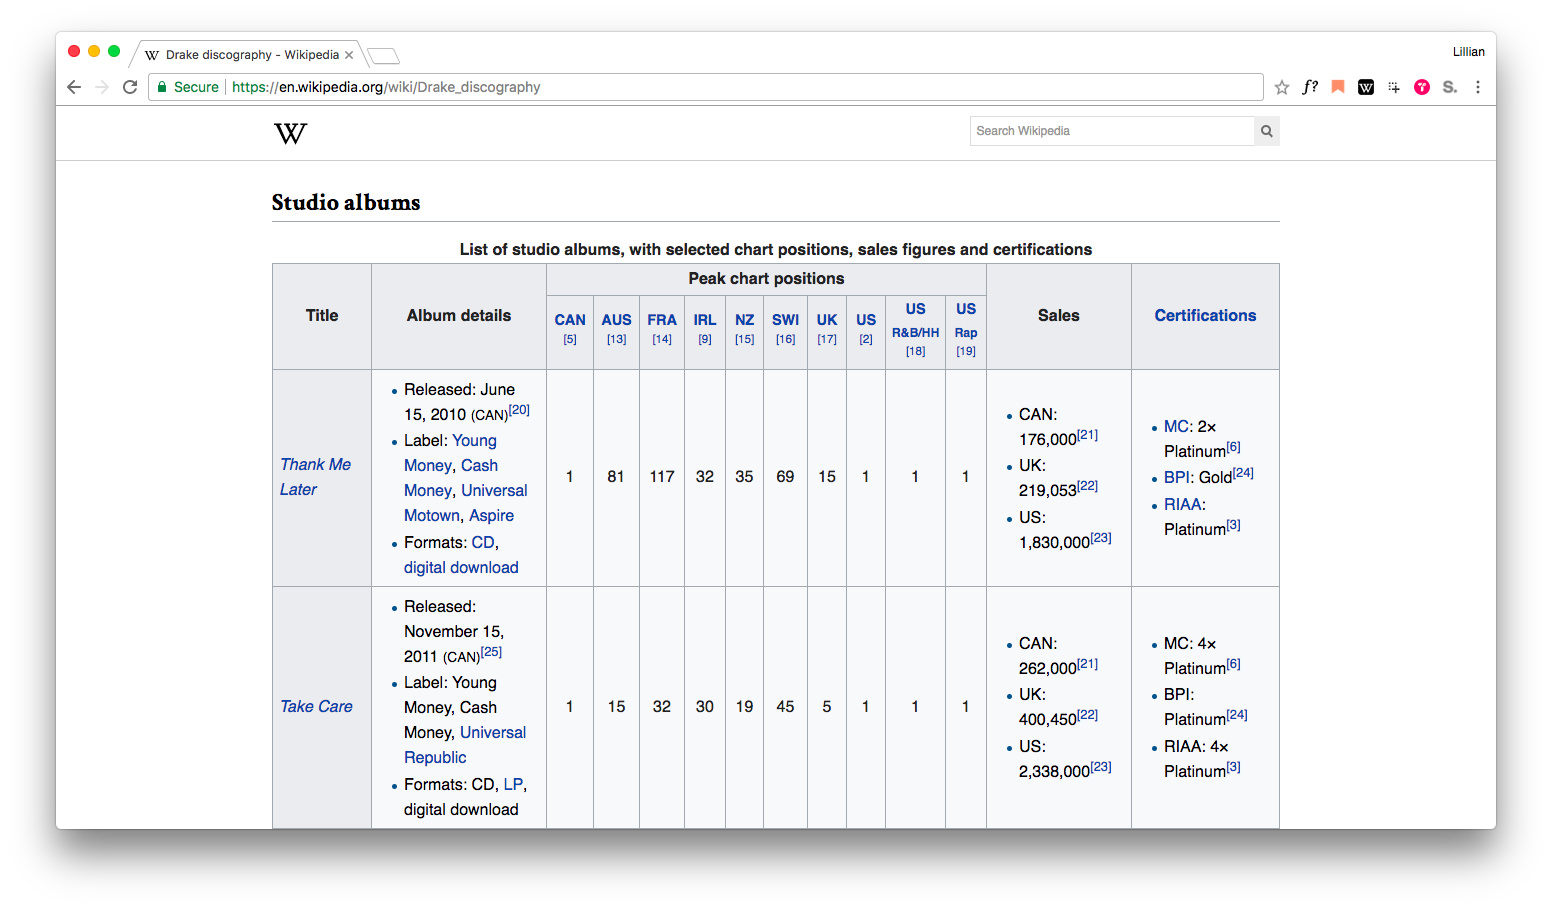 Drake discography - Wikipedia
Lillian
Secure
https://en.wikipedia.org/wiki/Drake_discography
f?
W
S.
W
Search Wikipedia
Studio albums
List of studio albums, with selected chart positions, sales figures and certifications
Title
Album details
Peak chart positions
Sales
Certifications
CAN
[5]
AUS
[13]
FRA
[14]
IRL
[9]
NZ
[15]
SWI
[16]
UK
[17]
US
[2]
US
R&B/HH
[18]
US
Rap
[19]
Thank Me
Later
Released: June
15, 2010 (CAN)[20]
Label: Young
Money, Cash
Money, Universal
Motown, Aspire
Formats: CD,
digital download
1
81
117
32
35
69
15
1
1
1
CAN:
176,000[21]
UK:
219,053[22]
US:
1,830,000[23]
MC: 2×
Platinum[6]
BPI: Gold[24]
RIAA:
Platinum[3]
Take Care
Released:
November 15,
2011 (CAN)[25]
Label: Young
Money, Cash
Money, Universal
Republic
Formats: CD, LP,
digital download
1
15
32
30
19
45
5
1
1
1
CAN:
262,000[21]
UK:
400,450[22]
US:
2,338,000[23]
MC: 4×
Platinum[6]
BPI:
Platinum[24]
RIAA: 4×
Platinum[3]